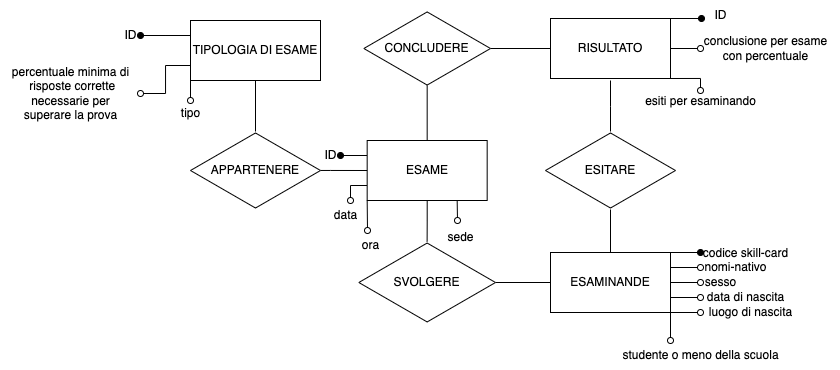 ID
TIPOLOGIA DI ESAME
percentuale minima di
risposte corrette
necessarie per
superare la prova
tipo
CONCLUDERE
RISULTATO
ID
conclusione per esame
con percentuale
esiti per esaminando
APPARTENERE
ID
ESAME
data
ora
sede
ESITARE
SVOLGERE
ESAMINANDE
codice skill-card
nomi-nativo
sesso
data di nascita
luogo di nascita
studente o meno della scuola